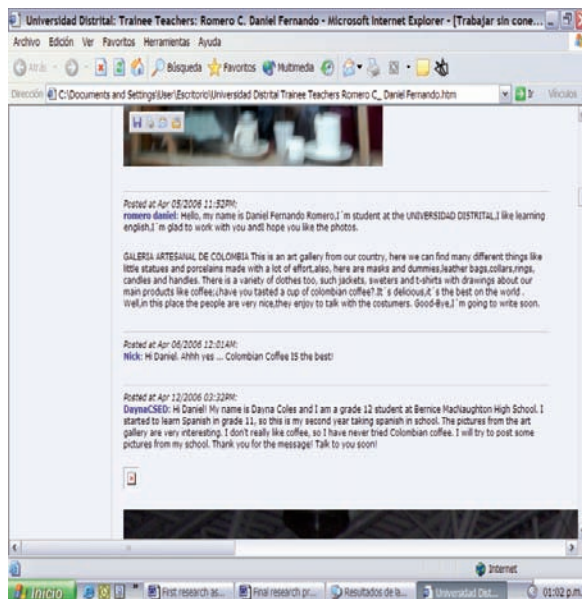 Universidad Distrital: Trainee Teachers: Romero C. Daniel Fernando - Microsoft Internet Explorer - [Trabajar sin cone...
Archivo Edición Ver Favoritos Herramientas Ayuda
Atrás Búsqueda Favoritos Multimedia
Dirección C:\Documents and Settings\User\Escritorio\Universidad Distrital Trainee Teachers Romero C_ Daniel Fernando.htm Ir Vínculos
Posted at Apr 05/2006 11:52PM:
romero daniel: Hello, my name is Daniel Fernando Romero,I´m student at the UNIVERSIDAD DISTRITAL,I like learning
english,I´m glad to work with you andI hope you like the photos.
GALERIA ARTESANAL DE COLOMBIA This is an art gallery from our country, here we can find many different things like
little statues and porcelains made with a lot of effort,also, here are masks and dummies,leather bags,collars,rings,
candles and handles. There is a variety of clothes too, such jackets, sweters and t-shirts with drawings about our
main products like coffee;¿have you tasted a cup of colombian coffee?.It´s delicious,it´s the best on the world .
Well,in this place the people are very nice,they enjoy to talk with the costumers. Good-Bye,I´m going to write soon.
Posted at Apr 06/2006 12:01AM:
Nick: Hi Daniel. Ahhh yes ... Colombian Coffee IS the best!
Posted at Apr 12/2006 03:32PM:
DaynaCSED: Hi Daniel! My name is Dayna Coles and I am a grade 12 student at Bernice MacNaughton High School. I
started to learn Spanish in grade 11, so this is my second year taking spanish in school. The pictures from the art
gallery are very interesting. I don't really like coffee, so I have never tried Colombian coffee. I will try to post some
pictures from my school. Thank you for the message! Talk to you soon!
Internet
Inicio First research as... Final research pr... Resultados de la... Universidad Dist... 01:02 p.m.